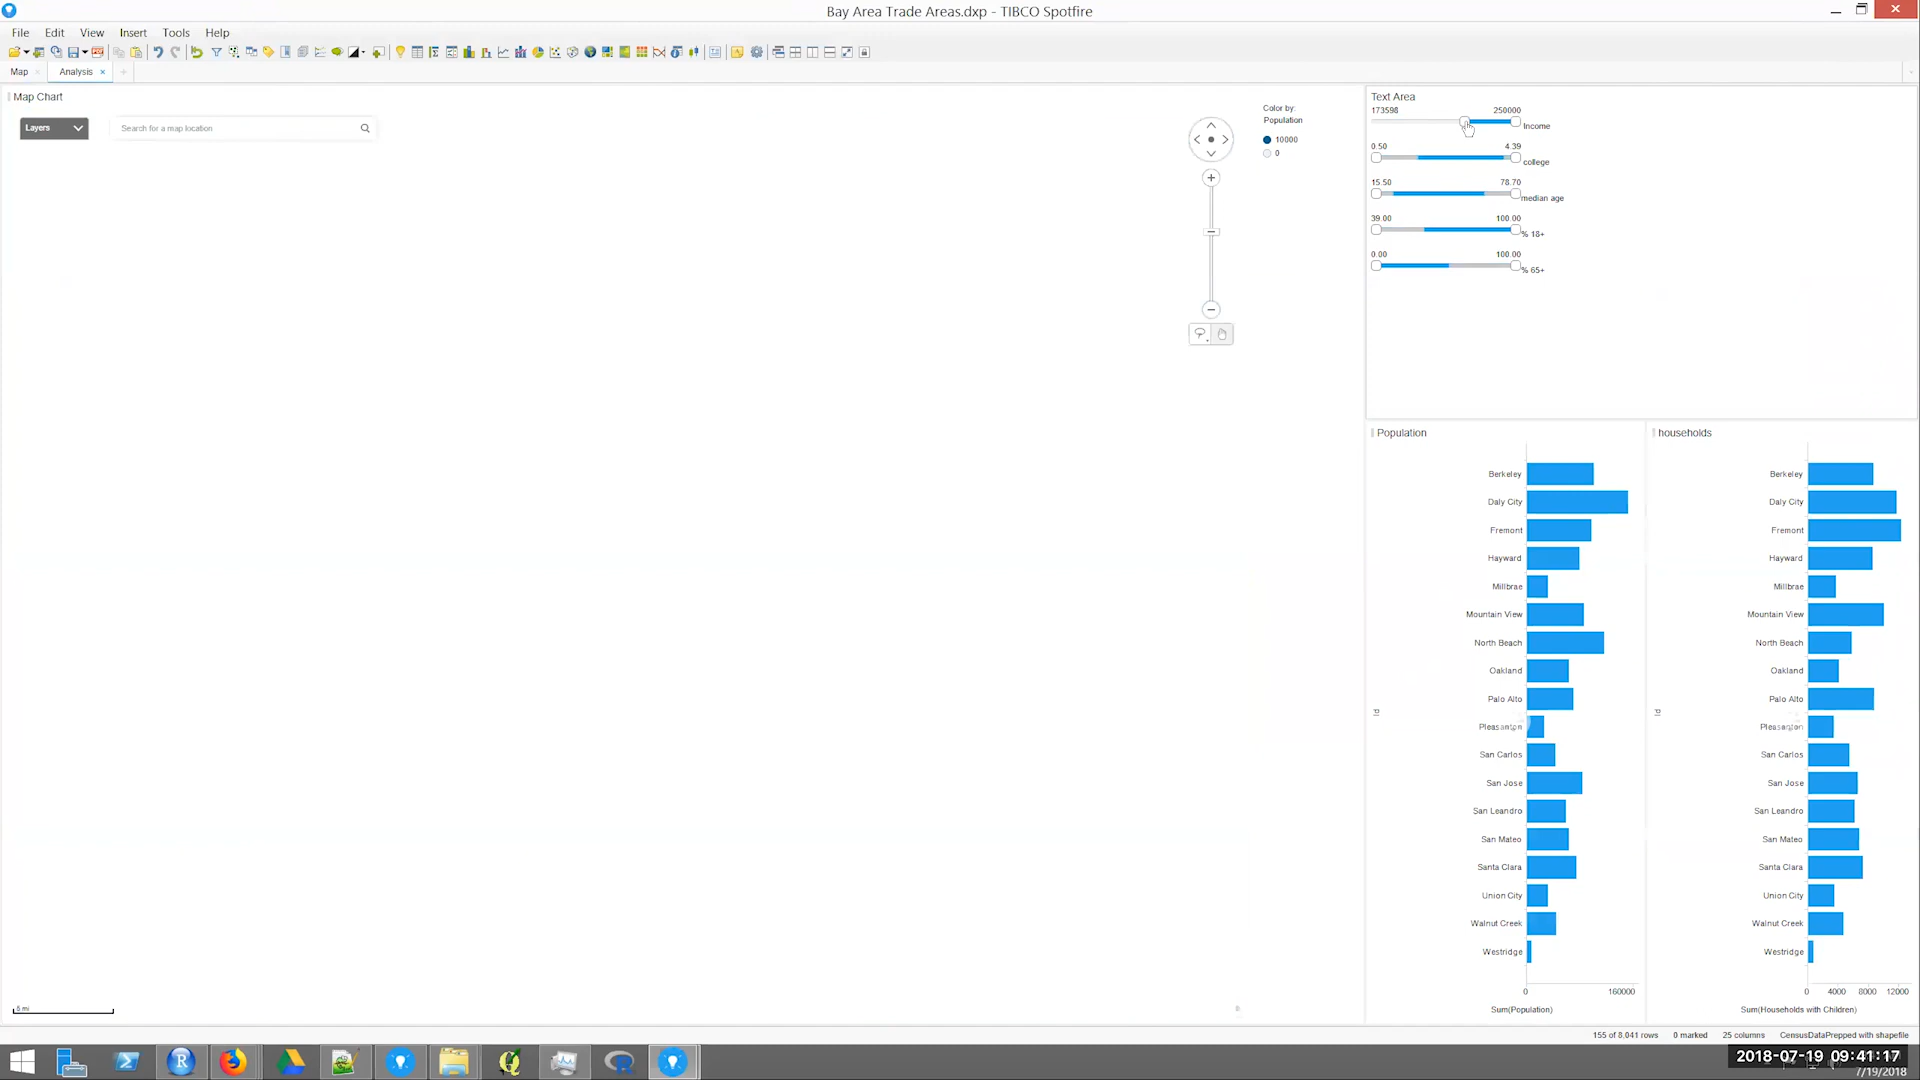 Bay Area Trade Areas.dxp - TIBCO Spotfire
File Edit View Insert Tools Help
Map Analysis
Map Chart
Layers
Search for a map location
Color by:
Population
10000
0
5 mi
Text Area
173598 250000
Income
0.50 4.39
college
15.50 78.70
median age
39.00 100.00
% 18+
0.00 100.00
% 65+
Population
Berkeley
Daly City
Fremont
Hayward
Millbrae
Mountain View
North Beach
Oakland
Palo Alto
Pleasanton
San Carlos
San Jose
San Leandro
San Mateo
Santa Clara
Union City
Walnut Creek
Westridge
Id
0 160000
Sum(Population)
households
Berkeley
Daly City
Fremont
Hayward
Millbrae
Mountain View
North Beach
Oakland
Palo Alto
Pleasanton
San Carlos
San Jose
San Leandro
San Mateo
Santa Clara
Union City
Walnut Creek
Westridge
Id
0 4000 8000 12000
Sum(Households with Children)
155 of 8,041 rows 0 marked 25 columns CensusDataPrepped with shapefile
2018-07-19 09:41:17
7/19/2018